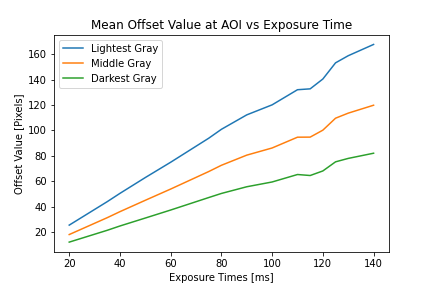 Mean Offset Value at AOI vs Exposure Time
Lightest Gray
Middle Gray
Darkest Gray
Offset Value [Pixels]
160
140
120
100
80
60
40
20
20 40 60 80 100 120 140
Exposure Times [ms]